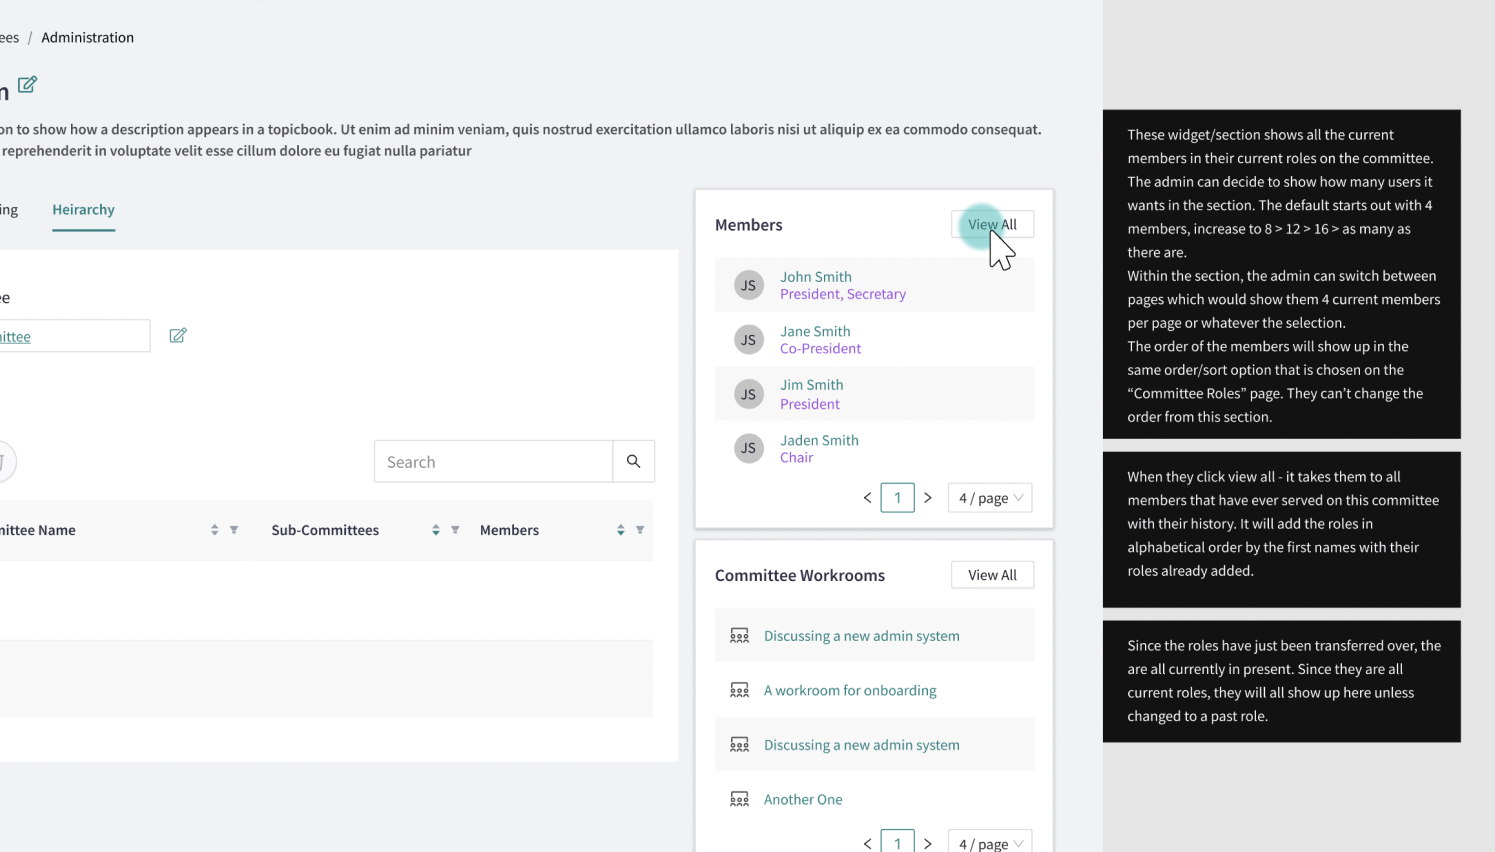 ees / Administration
n
on to show how a description appears in a topicbook. Ut enim ad minim veniam, quis nostrud exercitation ullamco laboris nisi ut aliquip ex ea commodo consequat.
reprehenderit in voluptate velit esse cillum dolore eu fugiat nulla pariatur
ing Heirarchy
ee
ittee
Search
mittee Name Sub-Committees Members
Members View All
JS John Smith
President, Secretary
JS Jane Smith
Co-President
JS Jim Smith
President
JS Jaden Smith
Chair
< 1 > 4 / page
Committee Workrooms View All
Discussing a new admin system
A workroom for onboarding
Discussing a new admin system
Another One
< 1 > 4 / page
These widget/section shows all the current
members in their current roles on the committee.
The admin can decide to show how many users it
wants in the section. The default starts out with 4
members, increase to 8 > 12 > 16 > as many as
there are.
Within the section, the admin can switch between
pages which would show them 4 current members
per page or whatever the selection.
The order of the members will show up in the
same order/sort option that is chosen on the
“Committee Roles” page. They can’t change the
order from this section.
When they click view all - it takes them to all
members that have ever served on this committee
with their history. It will add the roles in
alphabetical order by the first names with their
roles already added.
Since the roles have just been transferred over, the
are all currently in present. Since they are all
current roles, they will all show up here unless
changed to a past role.